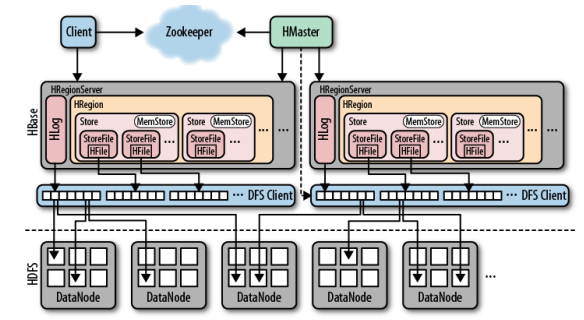 Client
Zookeeper
HMaster
HBase
HRegionServer
HLog
HRegion
Store
MemStore
StoreFile
HFile
StoreFile
HFile
...
Store
MemStore
StoreFile
HFile
...
...
...
HRegionServer
HLog
HRegion
Store
MemStore
StoreFile
HFile
StoreFile
HFile
...
Store
MemStore
StoreFile
HFile
...
...
...
... DFS Client
... DFS Client
HDFS
DataNode
DataNode
DataNode
DataNode
DataNode
...